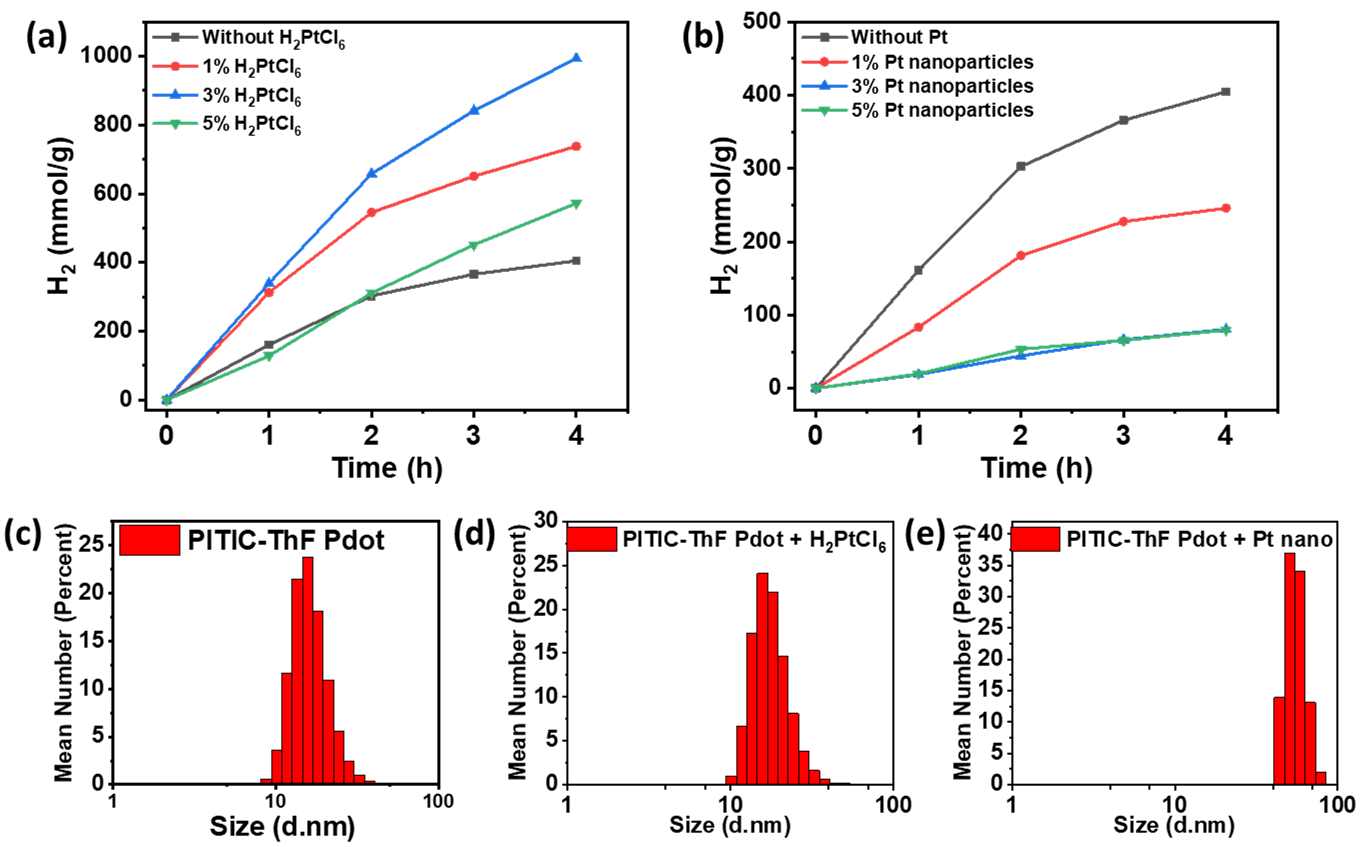 (a)
Without H₂PtCl₆
1% H₂PtCl₆
3% H₂PtCl₆
5% H₂PtCl₆
H₂ (mmol/g)
1000
800
600
400
200
0
0 1 2 3 4
Time (h)
(b)
Without Pt
1% Pt nanoparticles
3% Pt nanoparticles
5% Pt nanoparticles
H₂ (mmol/g)
500
400
300
200
100
0
0 1 2 3 4
Time (h)
(c)
PITIC-ThF Pdot
Mean Number (Percent)
25
20
15
10
5
0
1 10 100
Size (d.nm)
(d)
PITIC-ThF Pdot + H₂PtCl₆
Mean Number (Percent)
30
25
20
15
10
5
0
1 10 100
Size (d.nm)
(e)
PITIC-ThF Pdot + Pt nano
Mean Number (Percent)
40
35
30
25
20
15
10
5
0
1 10 100
Size (d.nm)